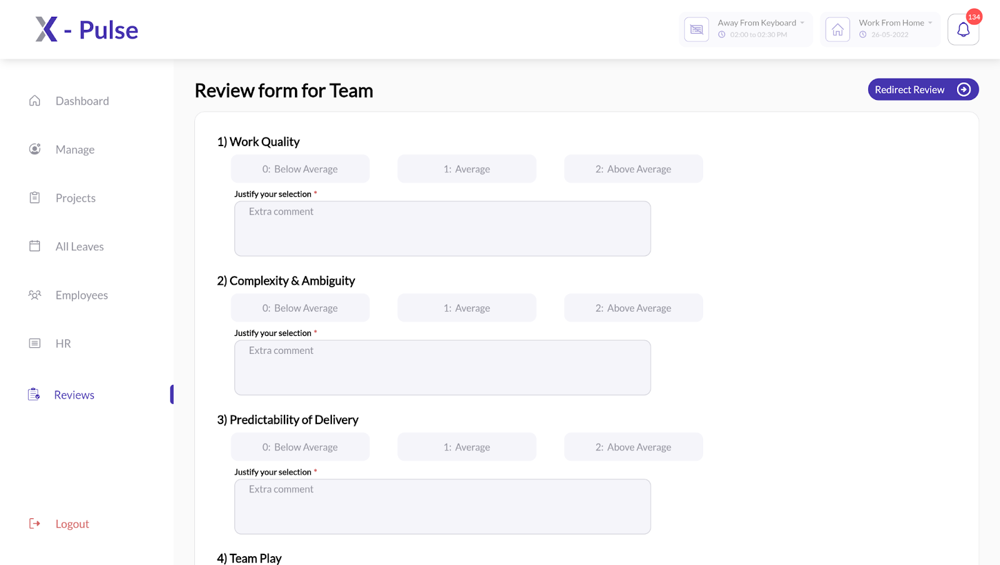 X - Pulse
Away From Keyboard
02:00 to 02:30 PM
Work From Home
26-05-2022
134
Dashboard
Manage
Projects
All Leaves
Employees
HR
Reviews
Logout
Review form for Team
Redirect Review
1) Work Quality
0: Below Average
1: Average
2: Above Average
Justify your selection *
Extra comment
2) Complexity & Ambiguity
0: Below Average
1: Average
2: Above Average
Justify your selection *
Extra comment
3) Predictability of Delivery
0: Below Average
1: Average
2: Above Average
Justify your selection *
Extra comment
4) Team Play